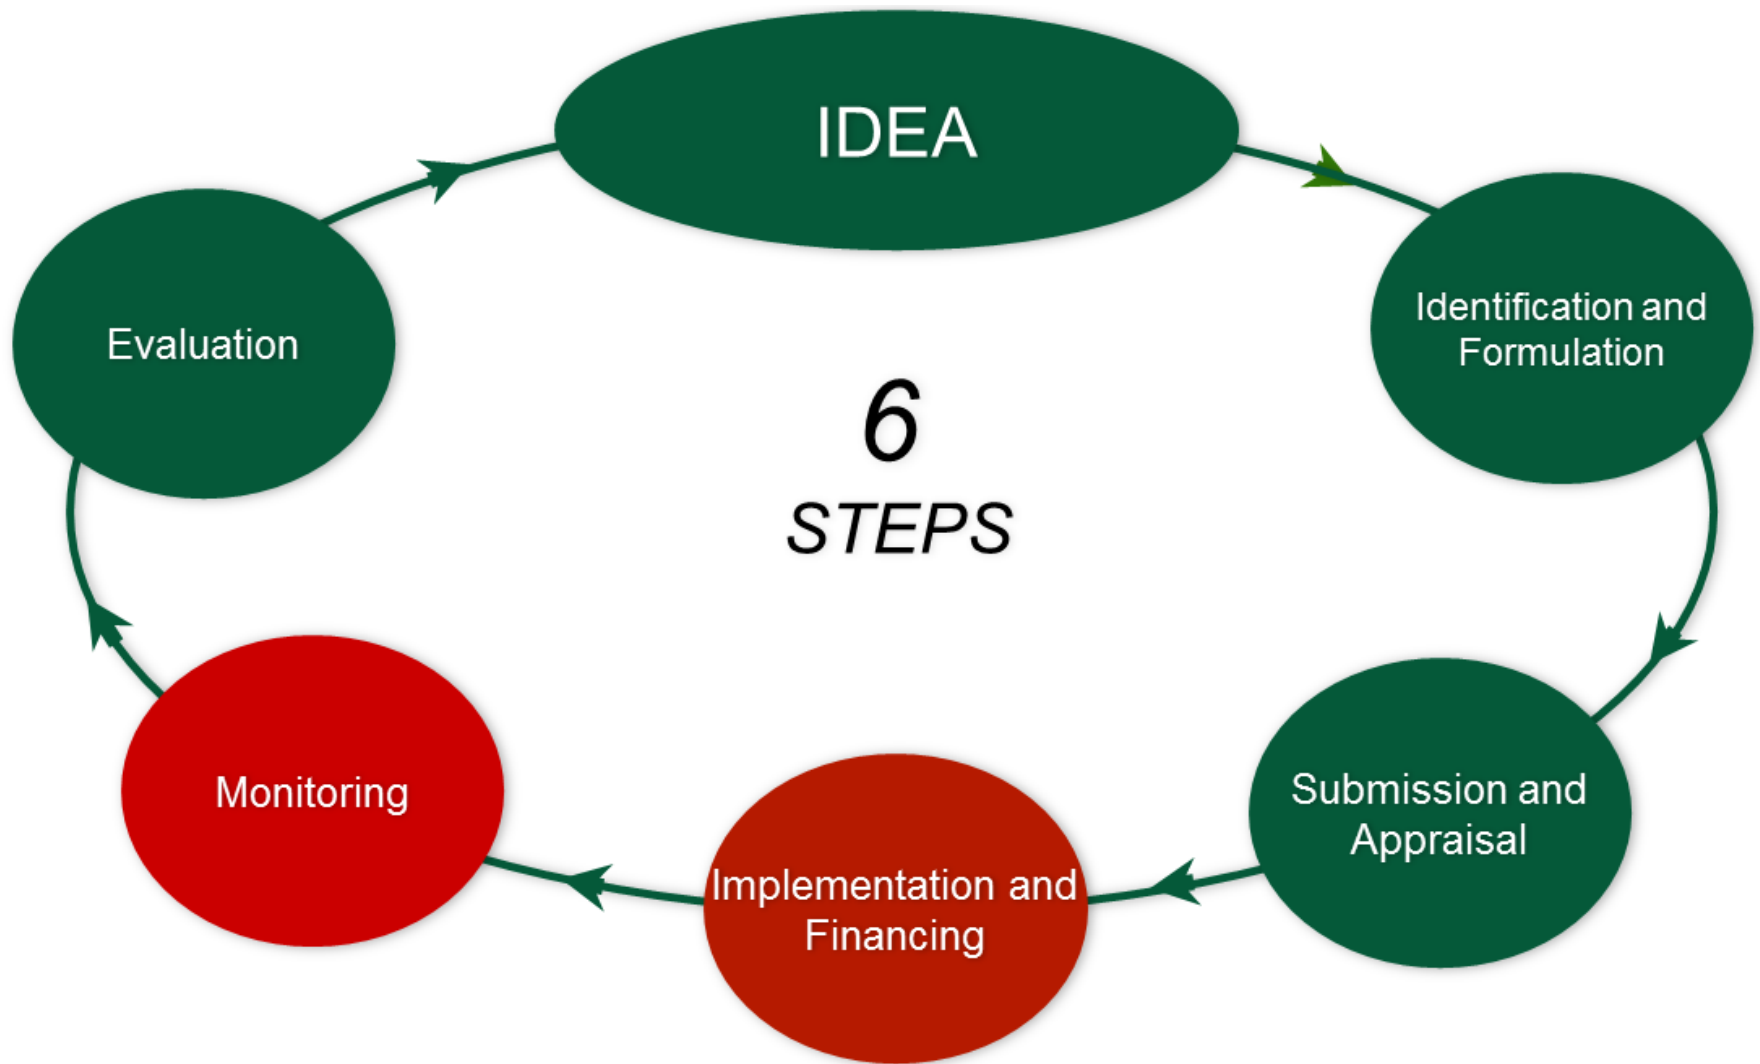 IDEA
Identification and
Formulation
Submission and
Appraisal
Implementation and
Financing
Monitoring
Evaluation
6
STEPS